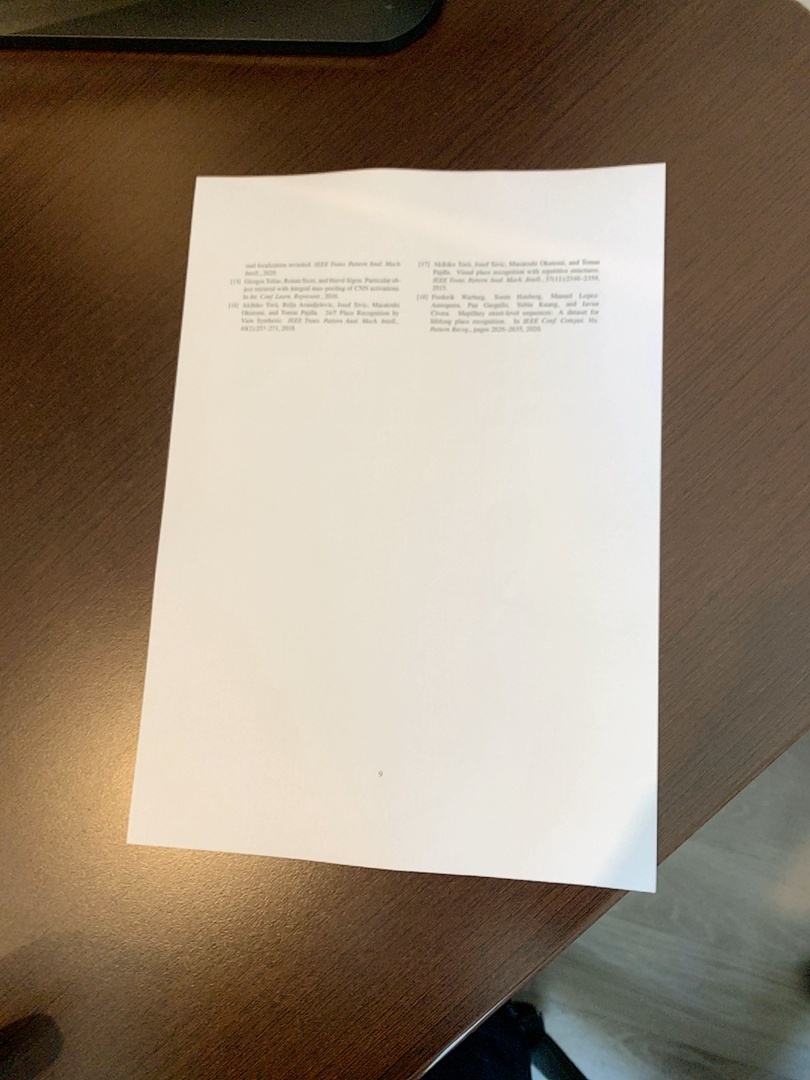 ual localization revisited. IEEE Trans. Pattern Anal. Mach.
Intell., 2020.
[15] Giorgos Tolias, Ronan Sicre, and Hervé Jégou. Particular ob-
ject retrieval with integral max-pooling of CNN activations.
In Int. Conf. Learn. Represent., 2016.
[16] Akihiko Torii, Relja Arandjelovic, Josef Sivic, Masatoshi
Okutomi, and Tomas Pajdla. 24/7 Place Recognition by
View Synthesis. IEEE Trans. Pattern Anal. Mach. Intell.,
40(2):257–271, 2018.
[17] Akihiko Torii, Josef Sivic, Masatoshi Okutomi, and Tomas
Pajdla. Visual place recognition with repetitive structures.
IEEE Trans. Pattern Anal. Mach. Intell., 37(11):2346–2359,
2015.
[18] Frederik Warburg, Soren Hauberg, Manuel Lopez-
Antequera, Pau Gargallo, Yubin Kuang, and Javier
Civera. Mapillary street-level sequences: A dataset for
lifelong place recognition. In IEEE Conf. Comput. Vis.
Pattern Recog., pages 2626–2635, 2020.
9